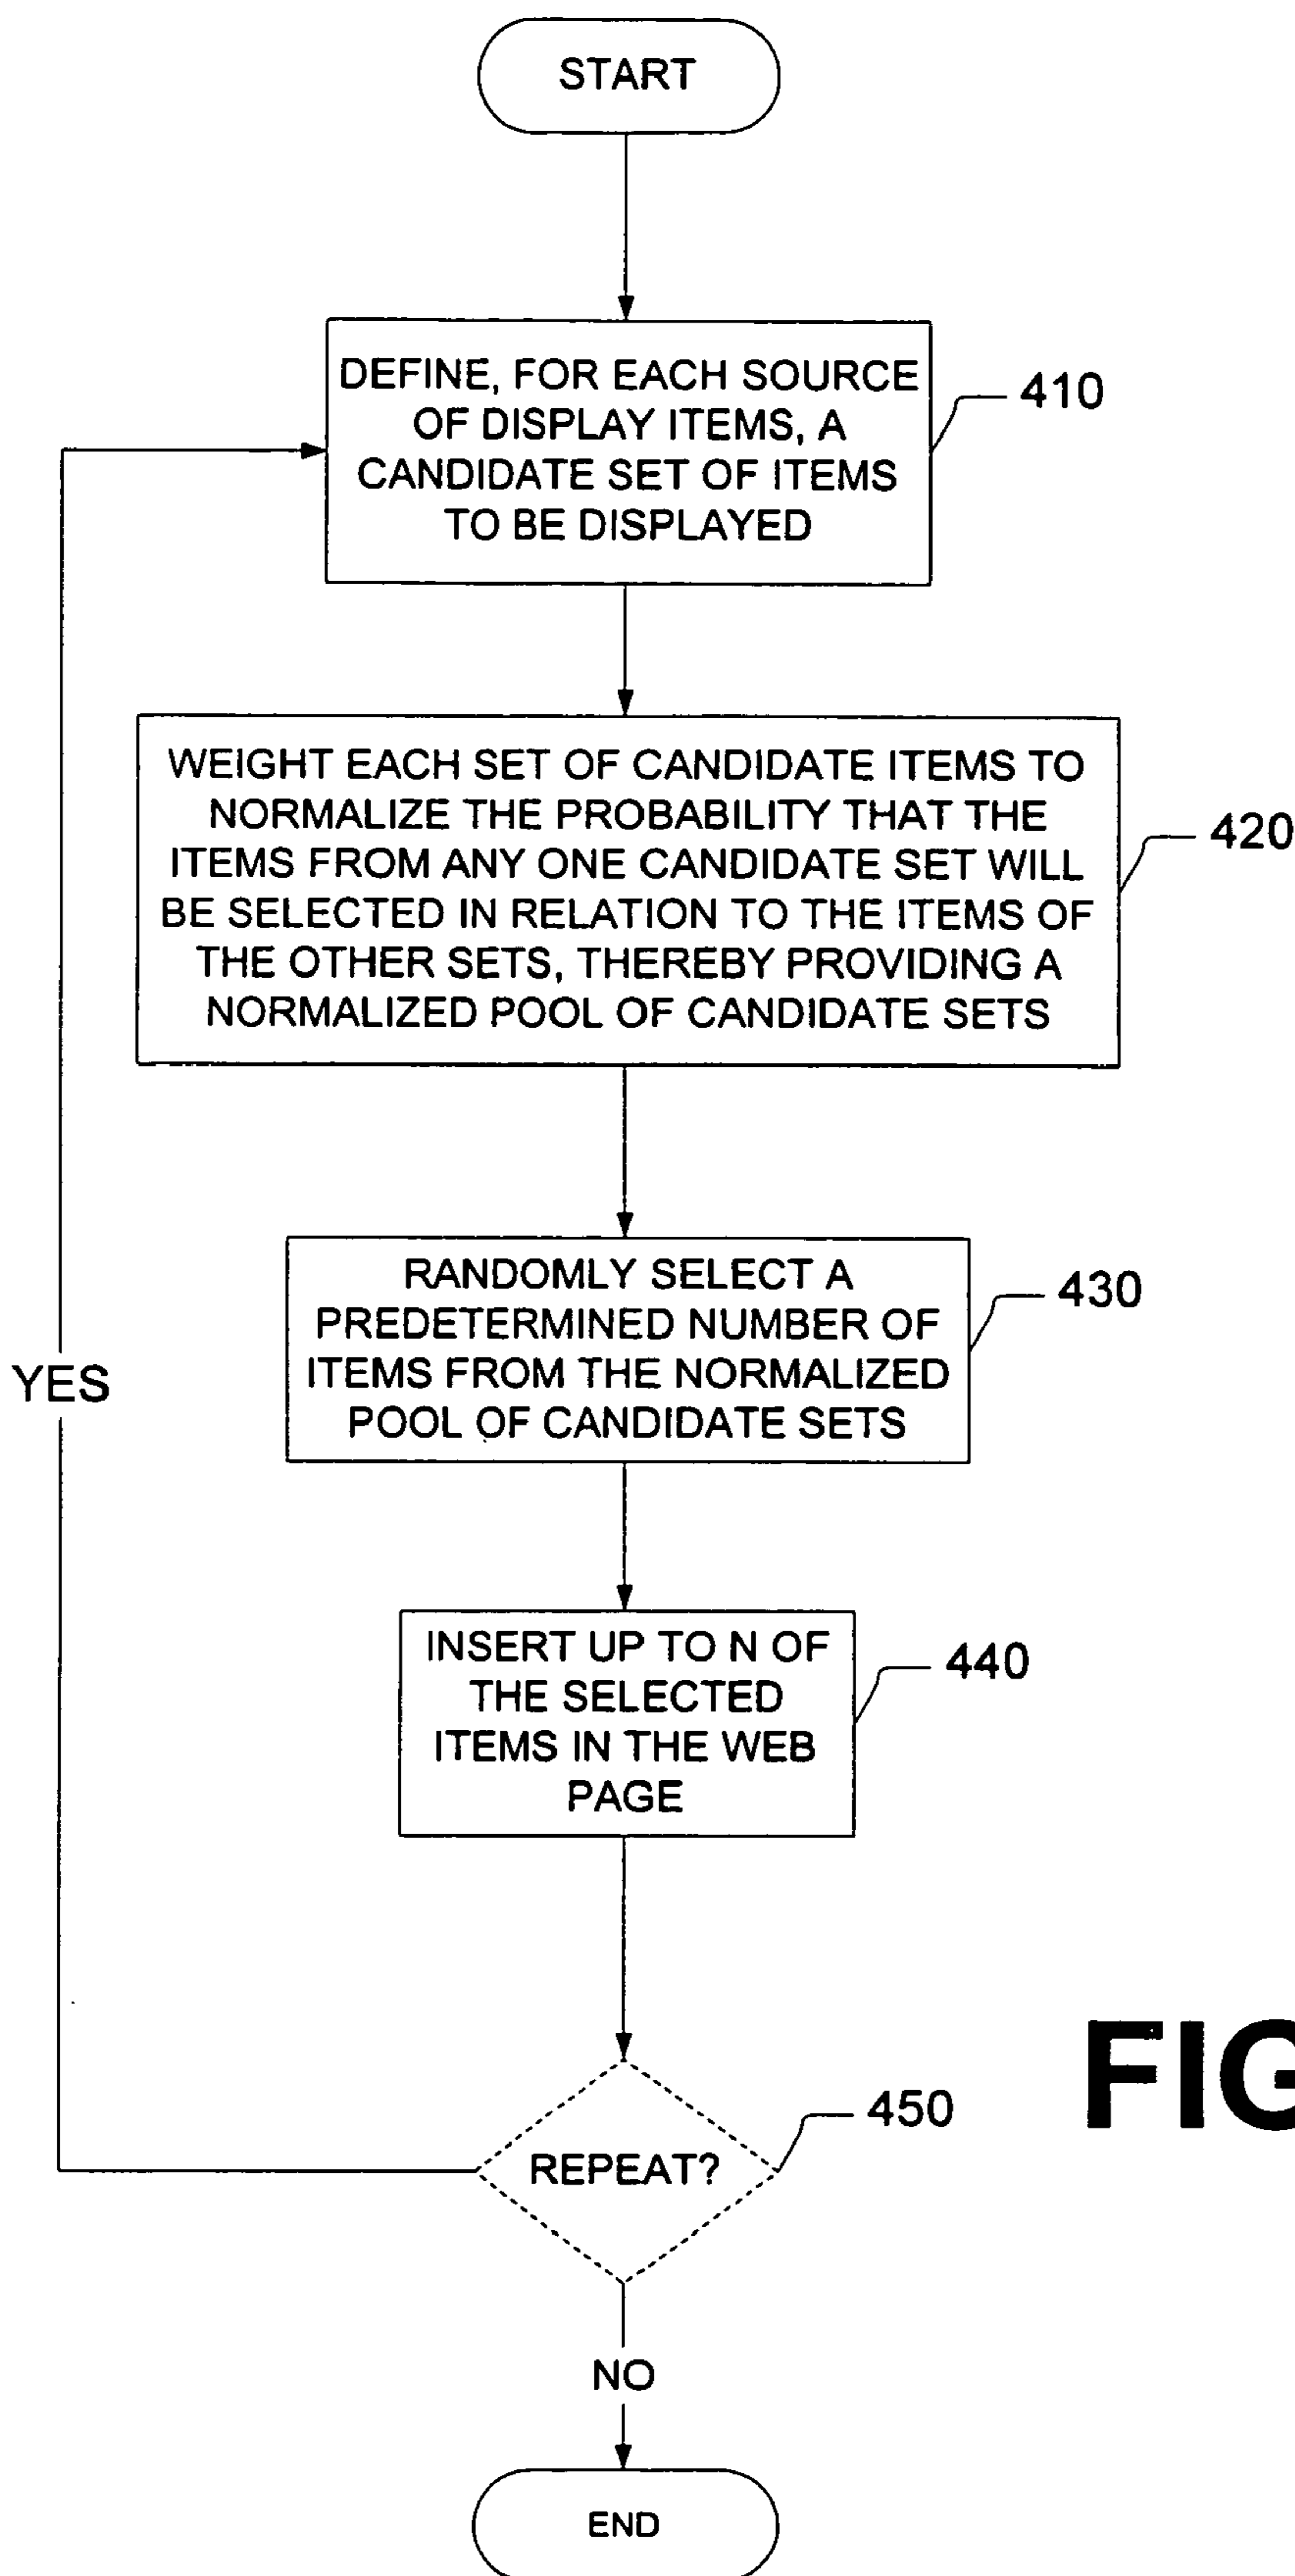 START
DEFINE, FOR EACH SOURCE
OF DISPLAY ITEMS, A
CANDIDATE SET OF ITEMS
TO BE DISPLAYED
410
WEIGHT EACH SET OF CANDIDATE ITEMS TO
NORMALIZE THE PROBABILITY THAT THE
ITEMS FROM ANY ONE CANDIDATE SET WILL
BE SELECTED IN RELATION TO THE ITEMS OF
THE OTHER SETS, THEREBY PROVIDING A
NORMALIZED POOL OF CANDIDATE SETS
420
RANDOMLY SELECT A
PREDETERMINED NUMBER OF
ITEMS FROM THE NORMALIZED
POOL OF CANDIDATE SETS
430
YES
INSERT UP TO N OF
THE SELECTED
ITEMS IN THE WEB
PAGE
440
FIG
REPEAT?
450
NO
END